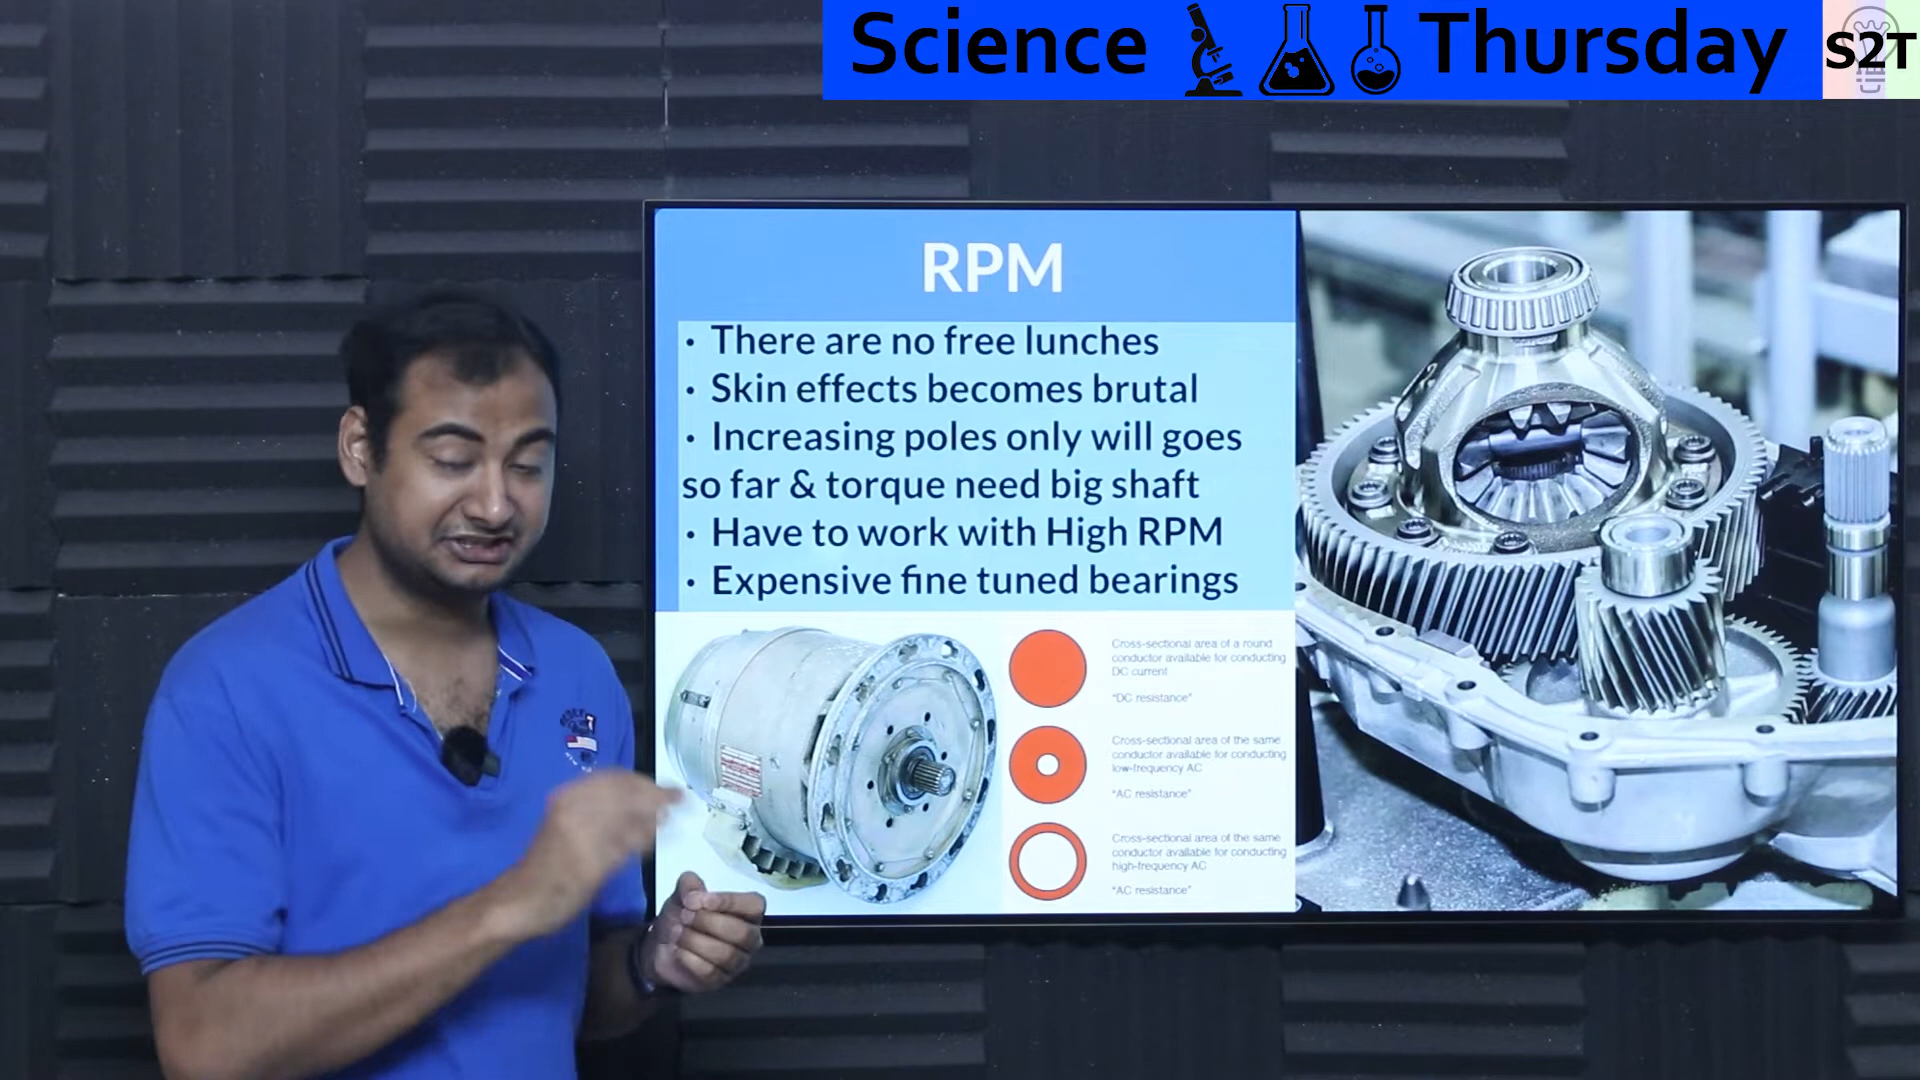 Science Thursday
S2T
RPM
• There are no free lunches
• Skin effects becomes brutal
• Increasing poles only will goes
so far & torque need big shaft
• Have to work with High RPM
• Expensive fine tuned bearings
Cross-sectional area of a round
conductor available for conducting
DC current
"DC resistance"
Cross-sectional area of the same
conductor available for conducting
low-frequency AC
"AC resistance"
Cross-sectional area of the same
conductor available for conducting
high-frequency AC
"AC resistance"